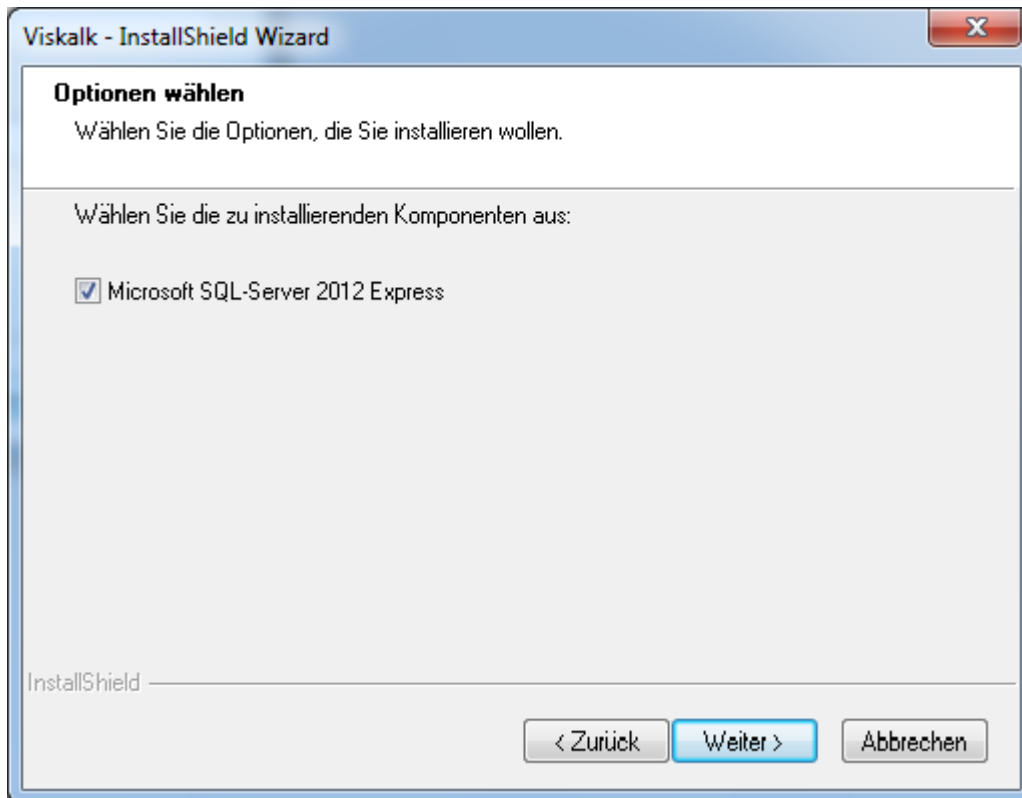 Viskalk - InstallShield Wizard
Optionen wählen
Wählen Sie die Optionen, die Sie installieren wollen.
Wählen Sie die zu installierenden Komponenten aus:
Microsoft SQL-Server 2012 Express
InstallShield
< Zurück Weiter > Abbrechen